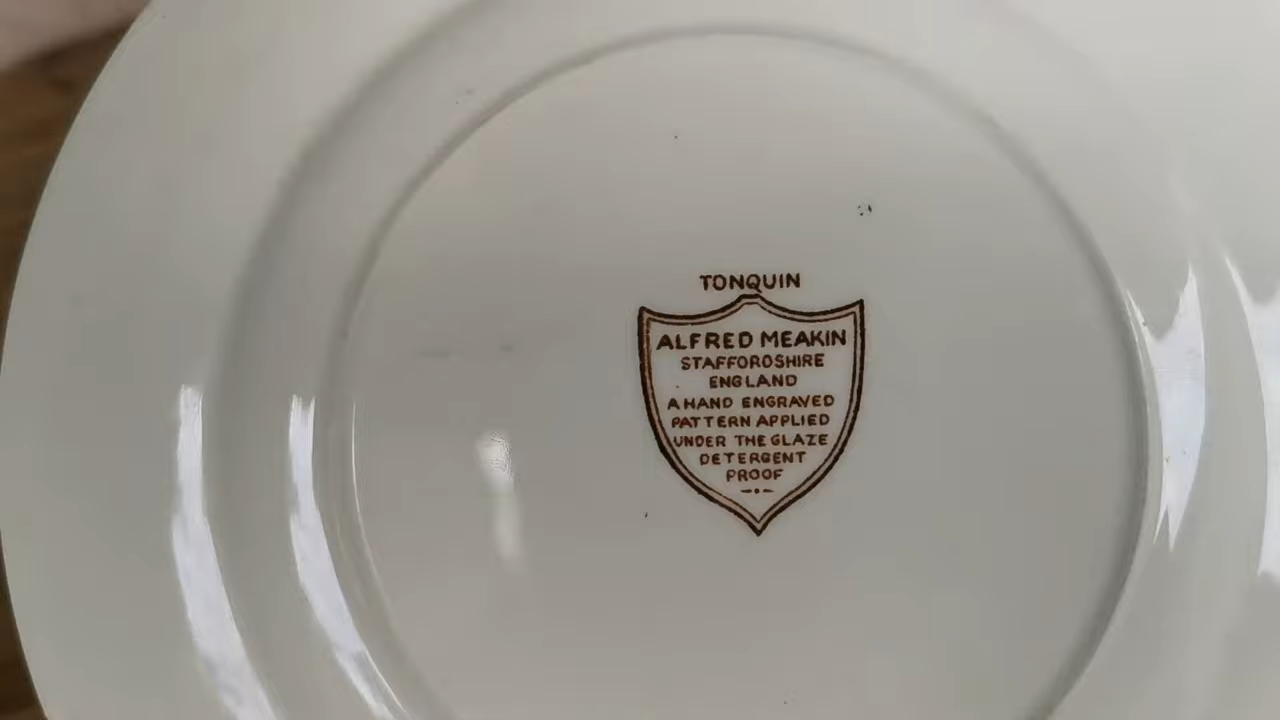 TONQUIN
ALFRED MEAKIN
STAFFORDSHIRE
ENGLAND
A HAND ENGRAVED
PATTERN APPLIED
UNDER THE GLAZE
DETERGENT
PROOF